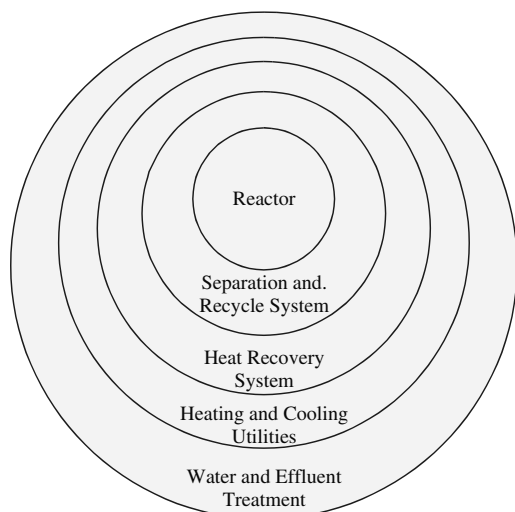 Reactor
Separation and.
Recycle System
Heat Recovery
System
Heating and Cooling
Utilities
Water and Effluent
Treatment